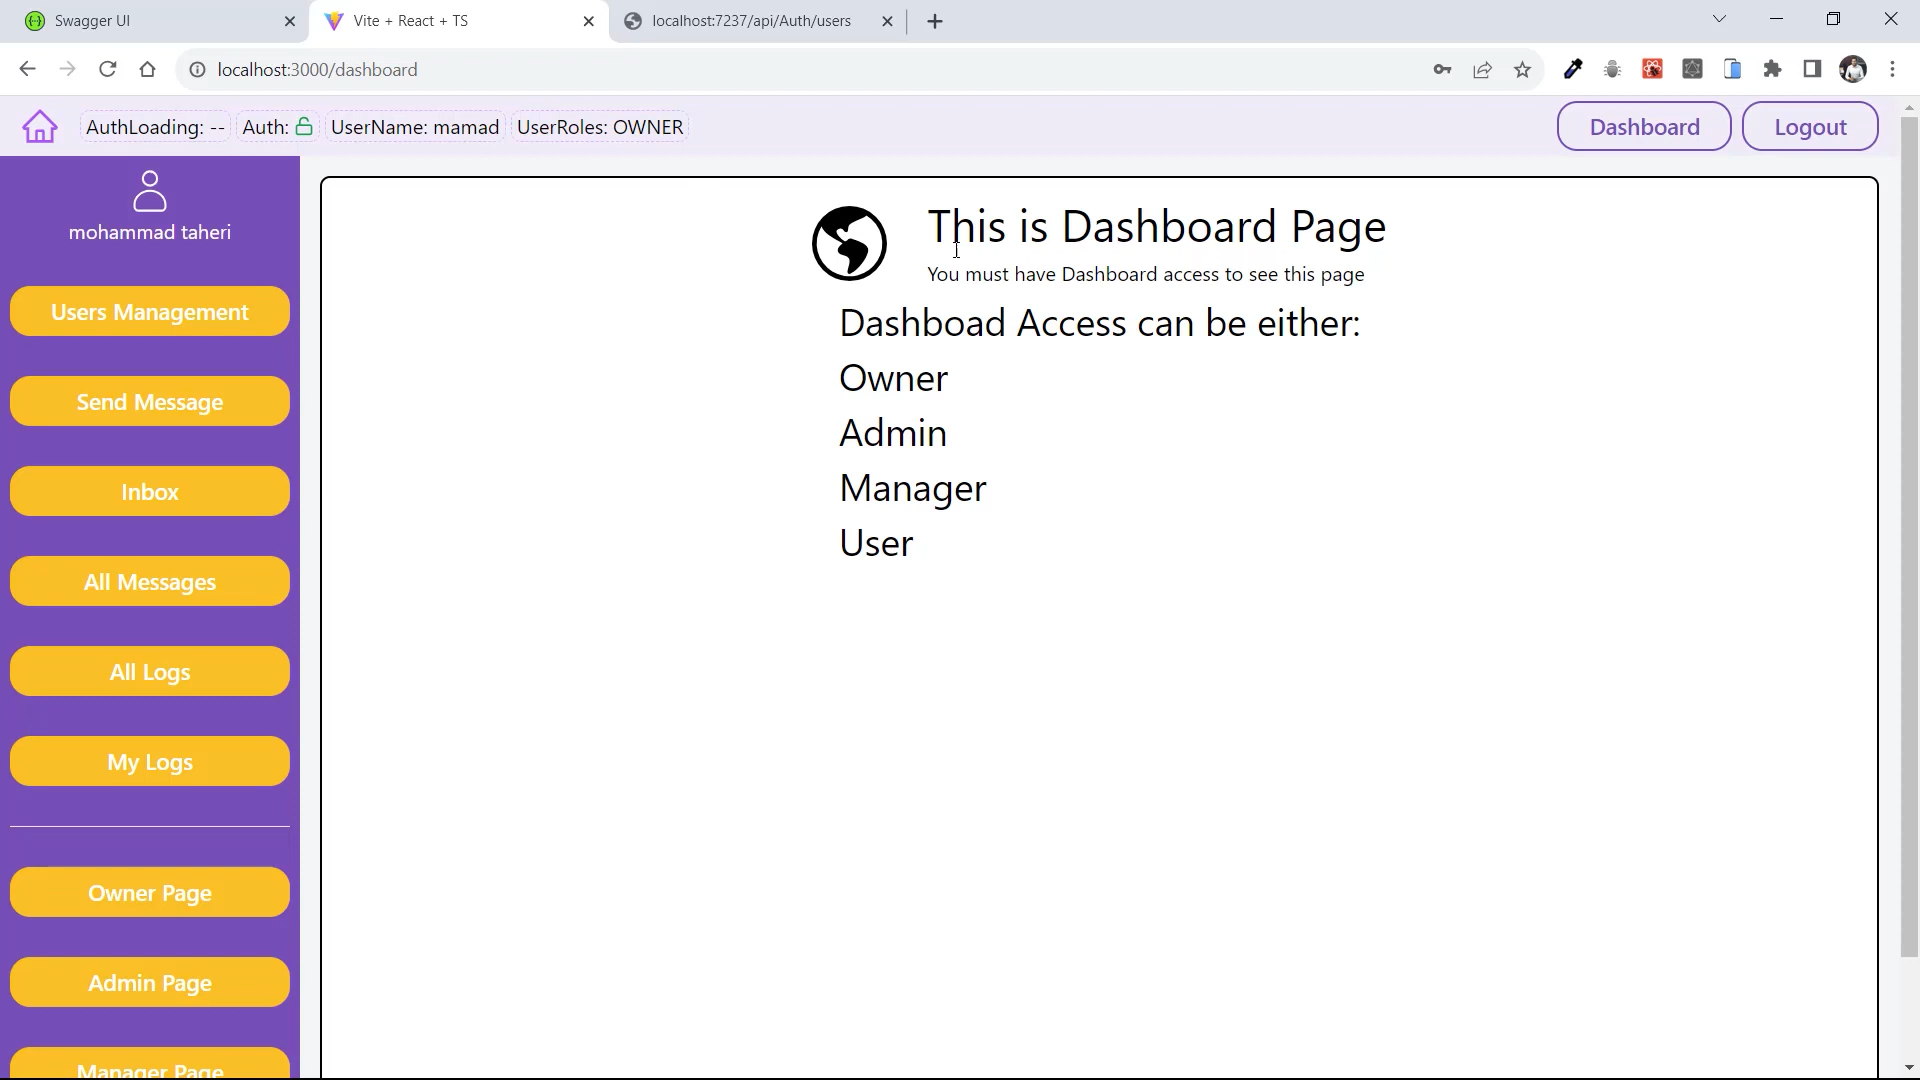 Swagger UI
Vite + React + TS
localhost:7237/api/Auth/users
localhost:3000/dashboard
AuthLoading: --
Auth:
UserName: mamad
UserRoles: OWNER
Dashboard
Logout
mohammad taheri
Users Management
Send Message
Inbox
All Messages
All Logs
My Logs
Owner Page
Admin Page
Manager Page
This is Dashboard Page
You must have Dashboard access to see this page
Dashboad Access can be either:
Owner
Admin
Manager
User